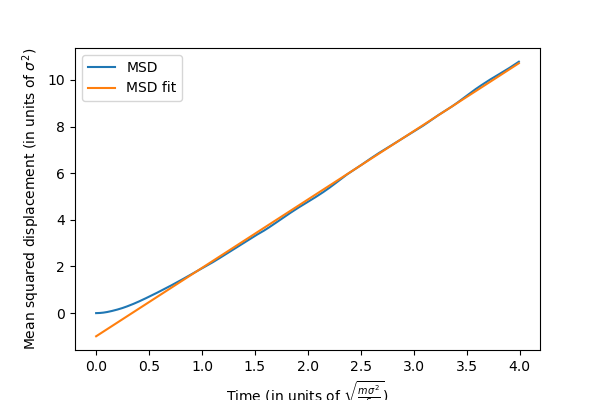 Mean squared displacement (in units of σ²)
MSD
MSD fit
10
8
6
4
2
0
0.0 0.5 1.0 1.5 2.0 2.5 3.0 3.5 4.0
Time (in units of √(mσ²/